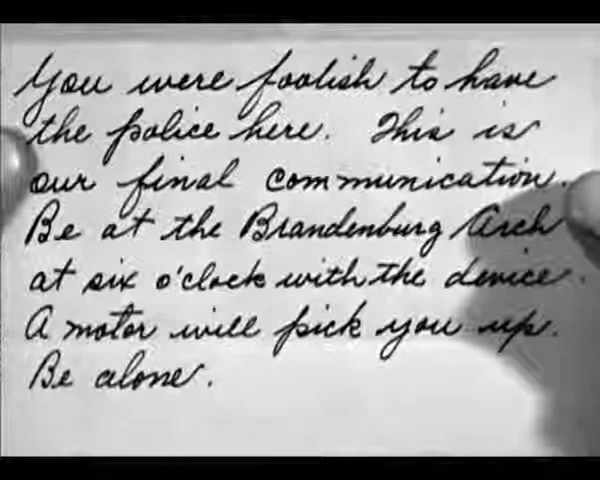 You were foolish to have
the police here. This is
our final communication.
Be at the Brandenburg Arch
at six o'clock with the device.
A motor will pick you up.
Be alone.